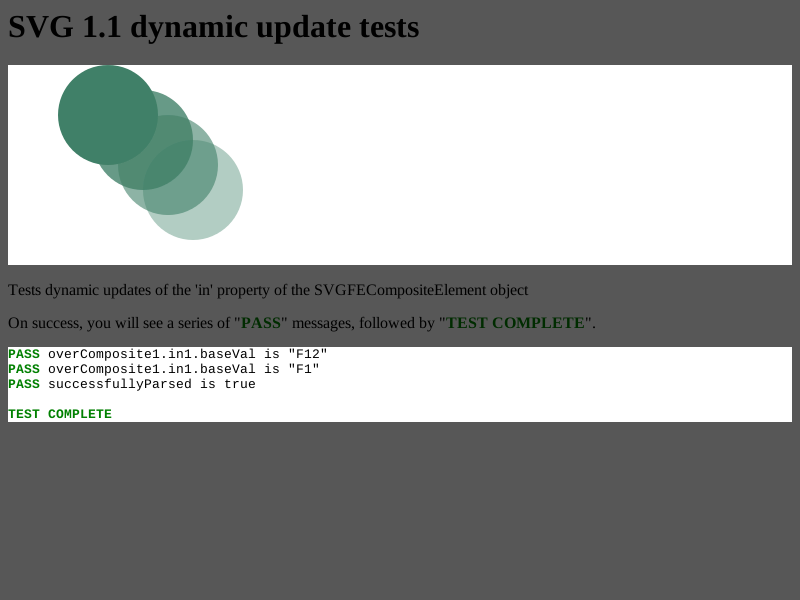 SVG 1.1 dynamic update tests
Tests dynamic updates of the 'in' property of the SVGFECompositeElement object
On success, you will see a series of "PASS" messages, followed by "TEST COMPLETE".
PASS overComposite1.in1.baseVal is "F12"
PASS overComposite1.in1.baseVal is "F1"
PASS successfullyParsed is true
TEST COMPLETE